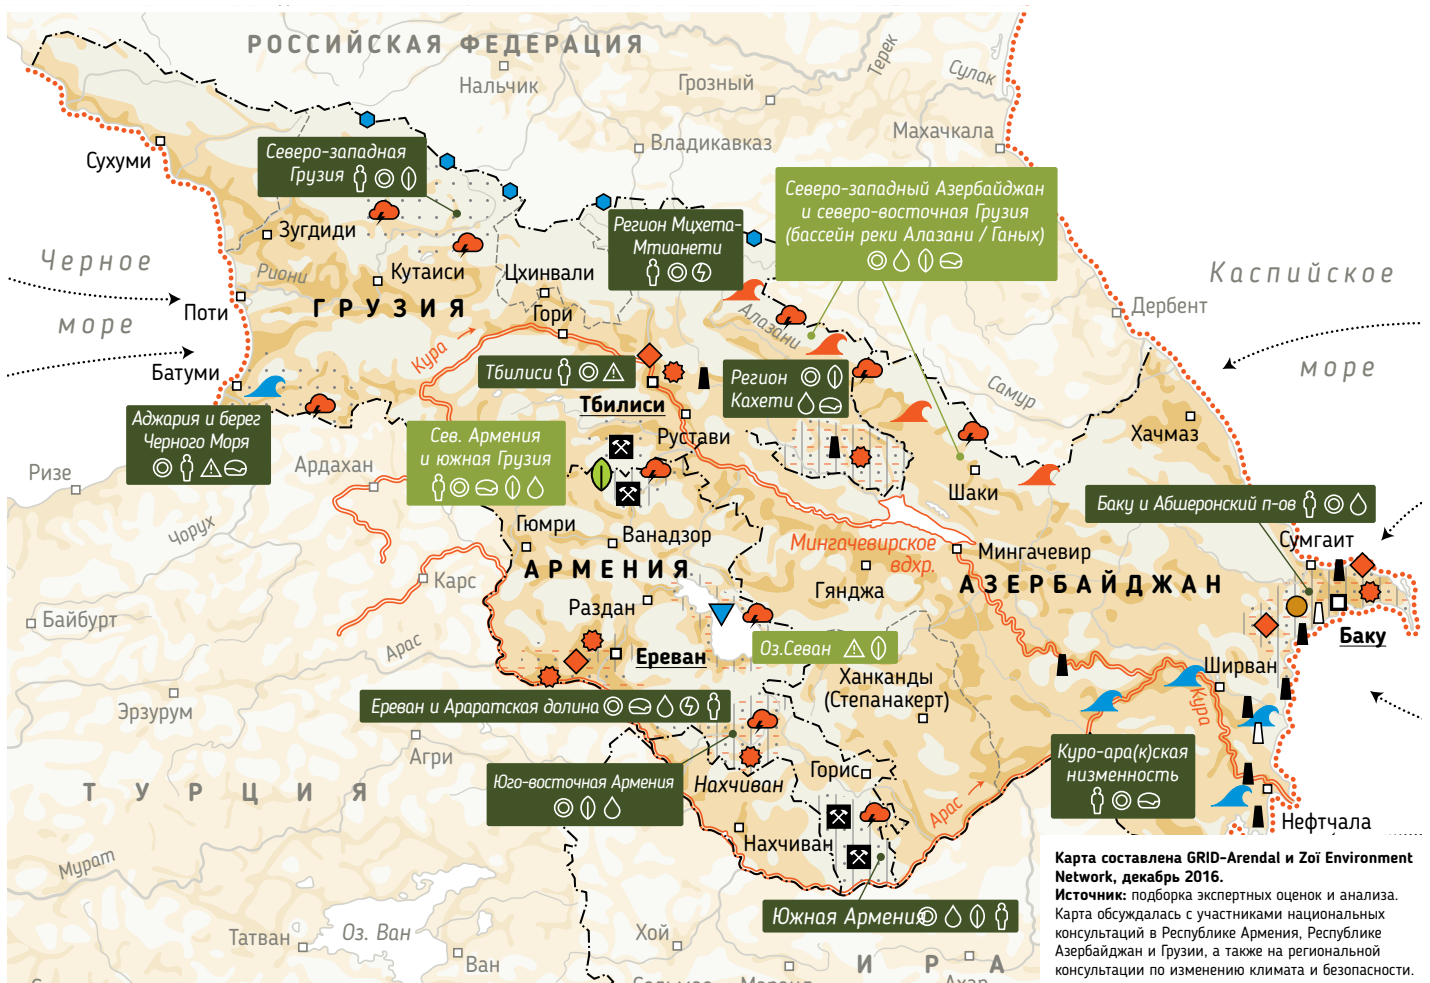 РОССИЙСКАЯ ФЕДЕРАЦИЯ
Нальчик
Грозный
Терек
Сулак
Махачкала
Владикавказ
Сухуми
Северо-западная
Грузия
Северо-западный Азербайджан
и северо-восточная Грузия
(бассейн реки Алазани / Ганых)
Зугдиди
Регион Михета-
Мтианети
Черное
море
Риони
Кутаиси
Цхинвали
Каспийское
море
Поти
ГРУЗИЯ
Гори
Алазани
Дербент
Кура
Батуми
Тбилиси
Тбилиси
Регион
Кахети
Самур
Аджария и берег
Черного Моря
Сев. Армения
и южная Грузия
Рустави
Хачмаз
Ризе
Ардахан
Шаки
Баку и Абшеронский п-ов
Чорух
Гюмри
Ванадзор
Мингачевирское
вдхр.
Мингачевир
Сумгаит
АРМЕНИЯ
АЗЕРБАЙДЖАН
Карс
Гянджа
Раздан
Байбурт
Арас
Ереван
Оз.Севан
Баку
Ханканды
(Степанакерт)
Ширван
Эрзурум
Ереван и Араратская долина
Кура
Агри
Куро-ара(к)ская
низменность
Юго-восточная Армения
Нахчиван
Горис
ТУРЦИЯ
Арас
Нахчиван
Нефтчала
Мурат
Карта составлена GRID-Arendal и Zoï Environment
Network, декабрь 2016.
Источник: подборка экспертных оценок и анализа.
Карта обсуждалась с участниками национальных
консультаций в Республике Армения, Республике
Азербайджан и Грузии, а также на региональной
консультации по изменению климата и безопасности.
Южная Армения
Татван
Оз. Ван
Хой
Ван
ИРА